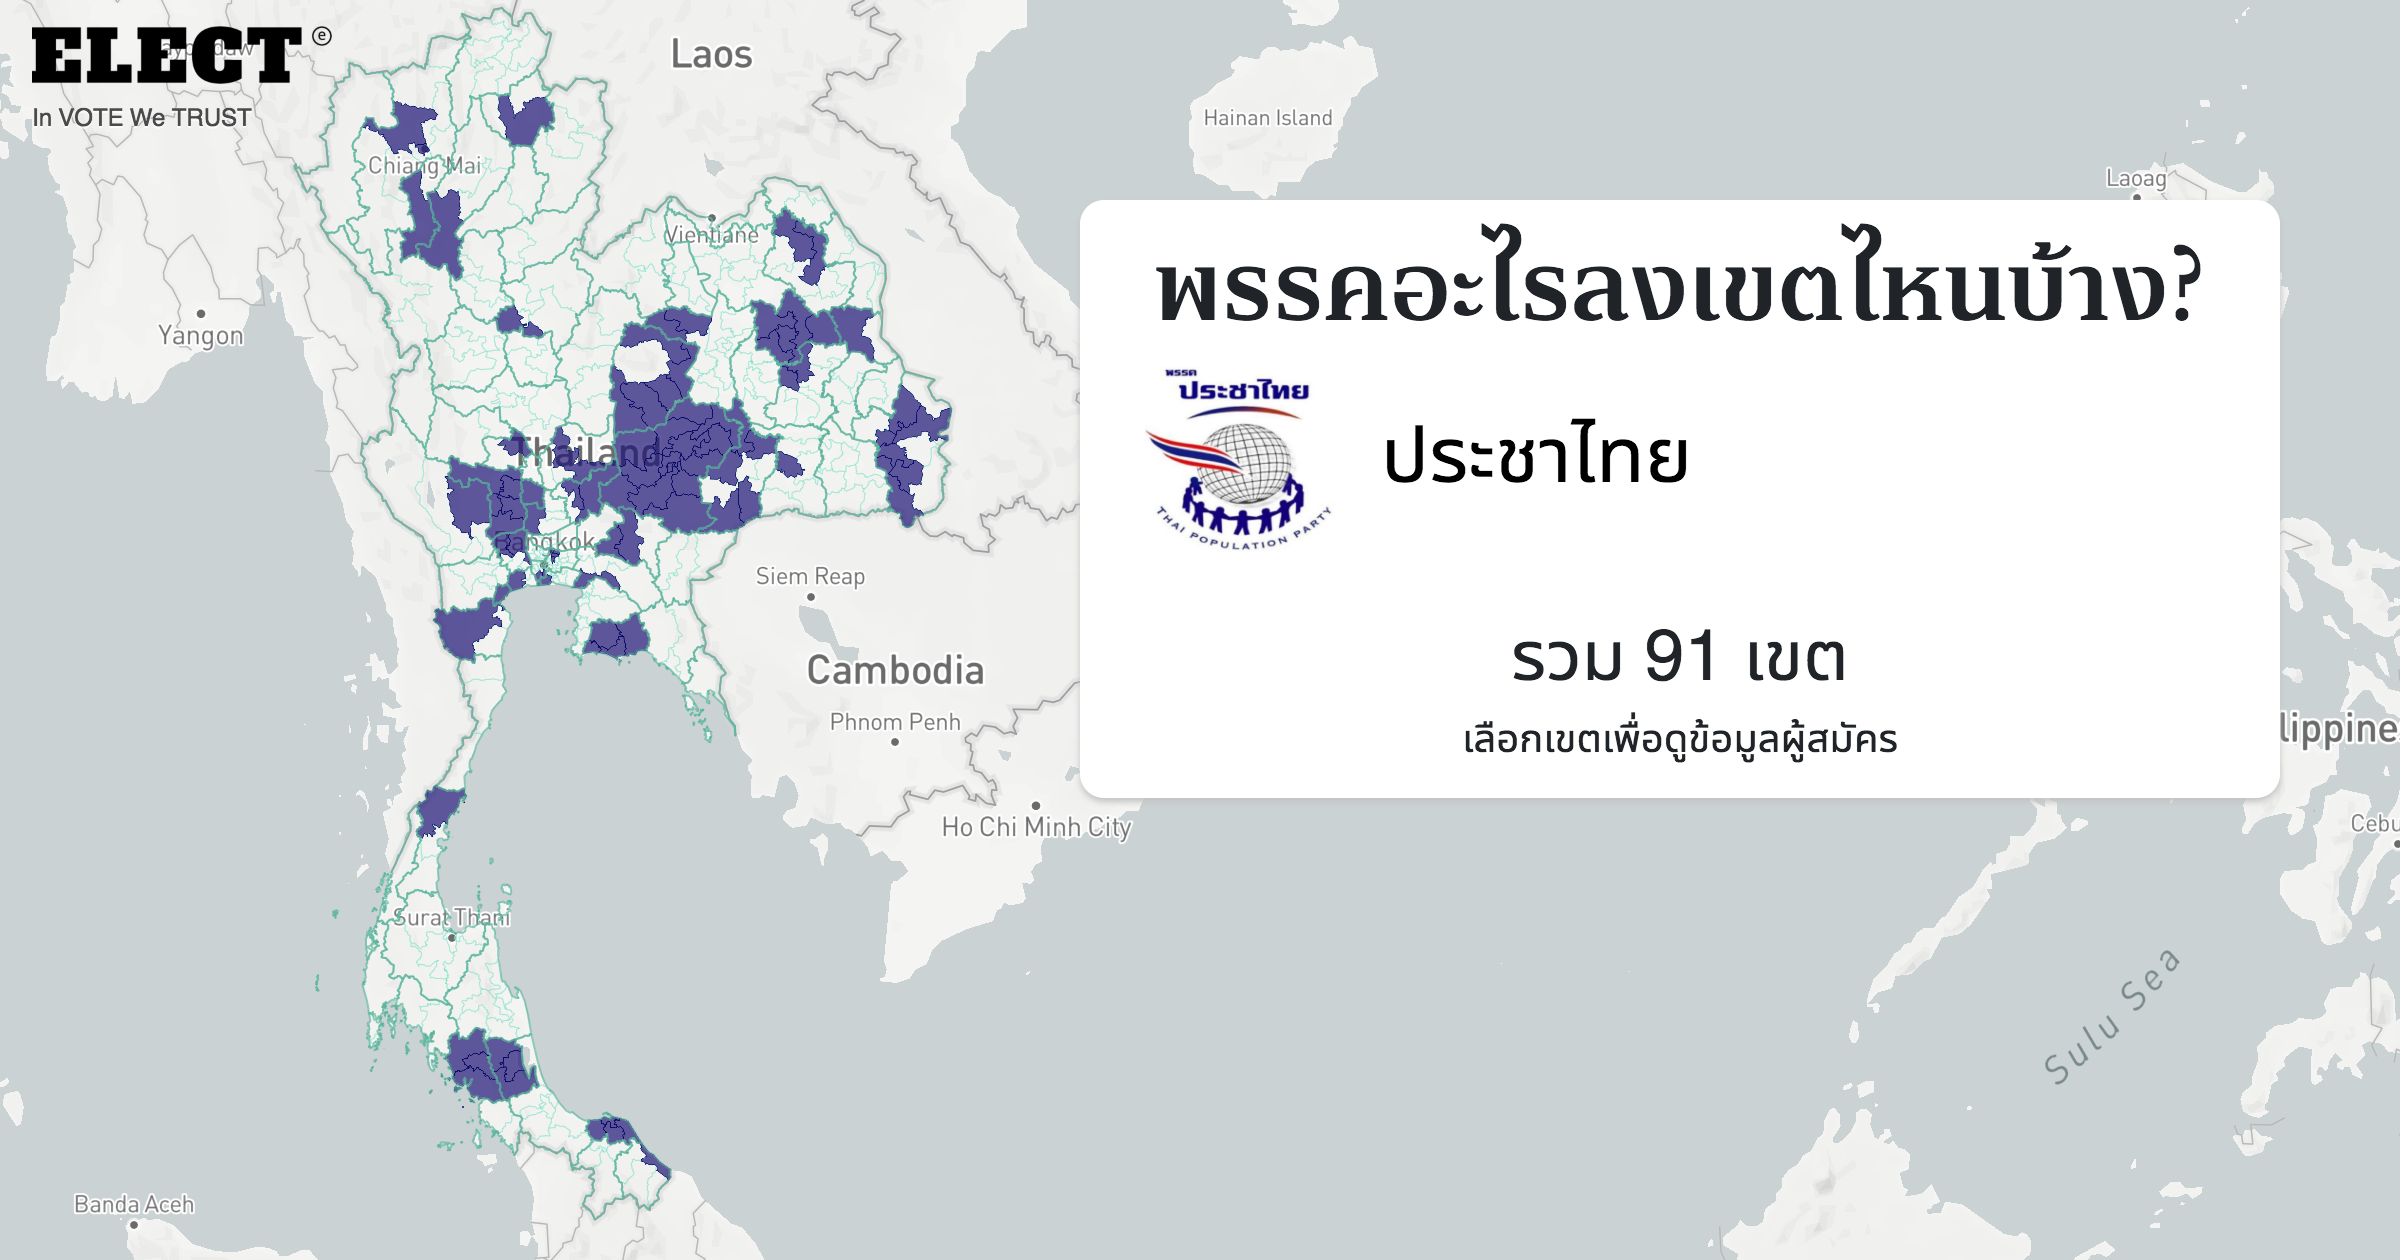 ELECT ⓔ
In VOTE We TRUST
Laos
Hainan Island
Laoag
Chiang Mai
Vientiane
Yangon
Thailand
Bangkok
Siem Reap
Cambodia
Phnom Penh
Ho Chi Minh City
Surat Thani
Banda Aceh
พรรคอะไรลงเขตไหนบ้าง?
พรรค
ประชาไทย
THAI POPULATION PARTY
ประชาไทย
รวม 91 เขต
เลือกเขตเพื่อดูข้อมูลผู้สมัคร
lippine
Cebu
Sulu Sea